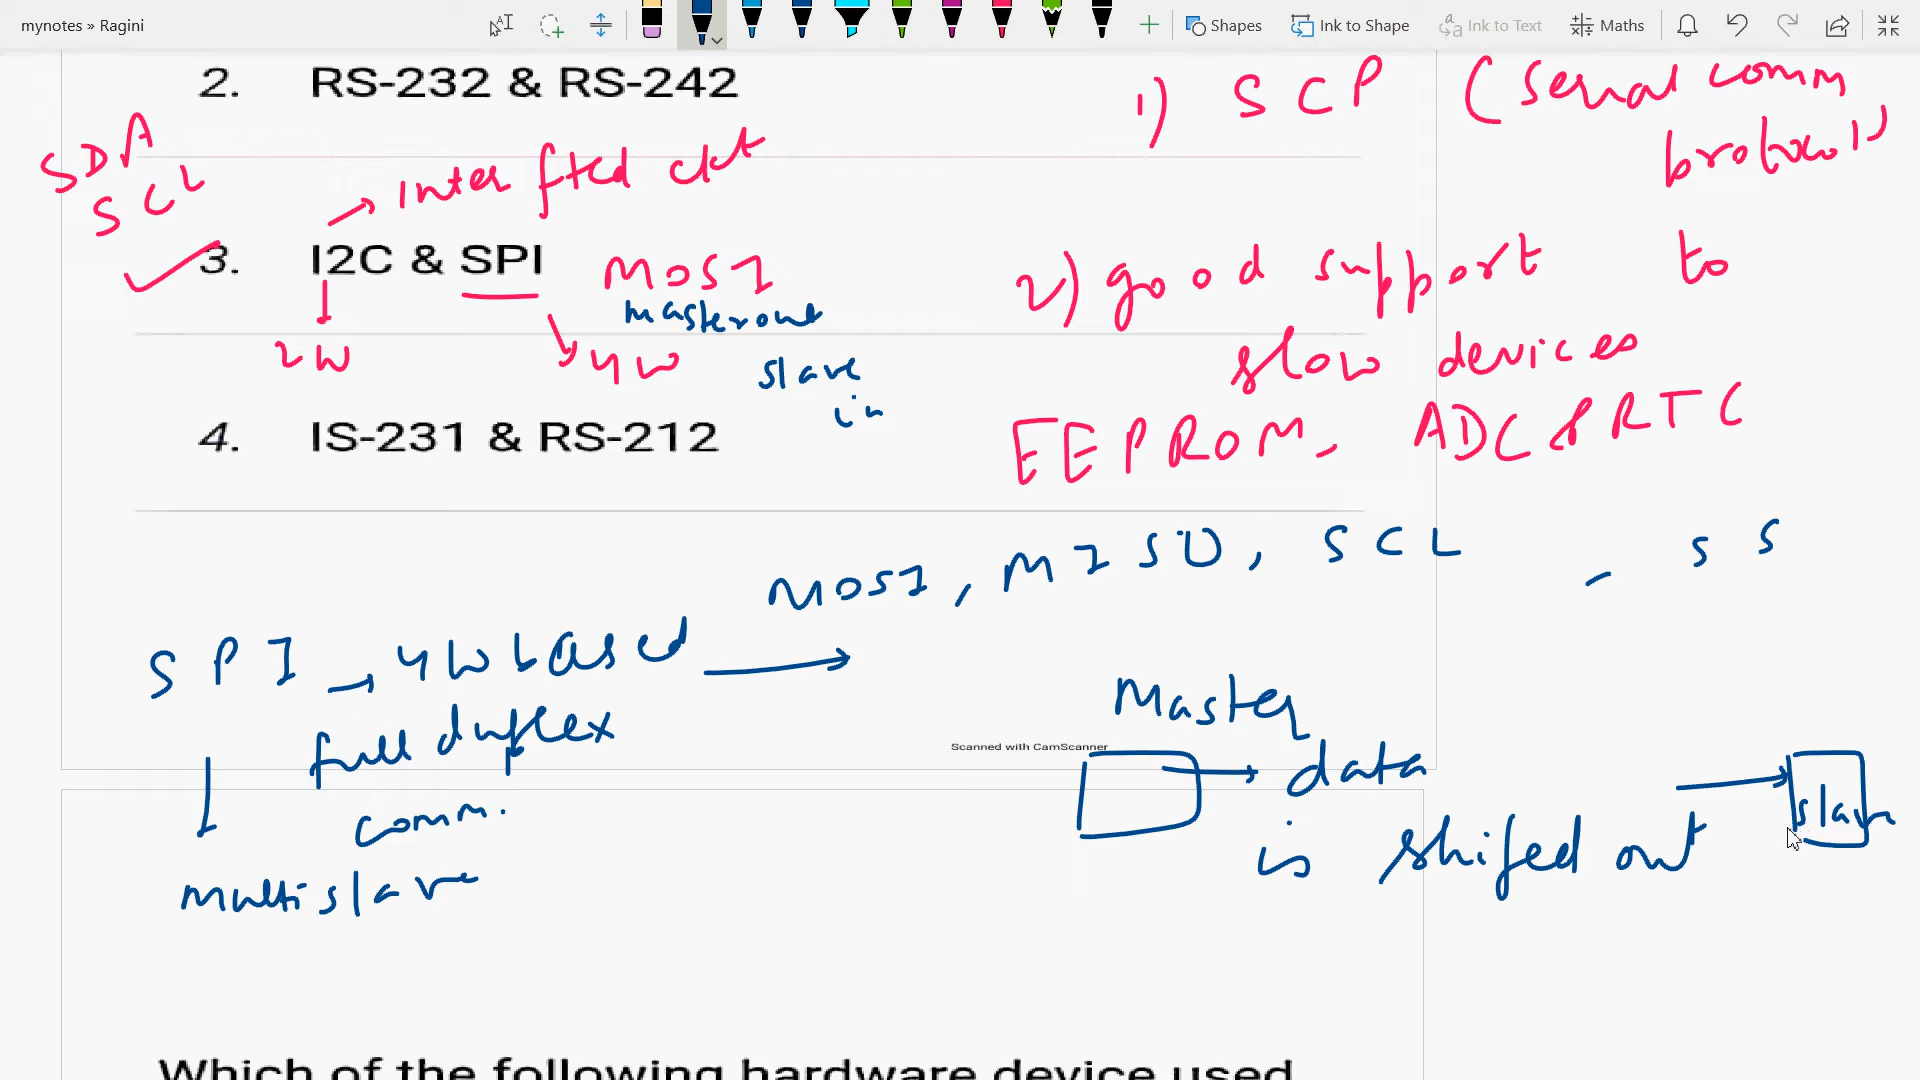 mynotes » Ragini
Shapes
Ink to Shape
Ink to Text
Maths
2. RS-232 & RS-242
1) SCP (serial comm
protocol)
SDA
SCL
→ Inter
ckt
3. I2C & SPI
MOSI
masterout
slave
in
2W
4W
2) good support to
slow devices
EEPROM, ADC & RTC
4. IS-231 & RS-212
MOSI, MISO, SCL, SS
SPI → 4W based →
full duplex
comm.
multislave
Scanned with CamScanner
Master
→ data
is shifed out
→ slave
Which of the following hardware device used